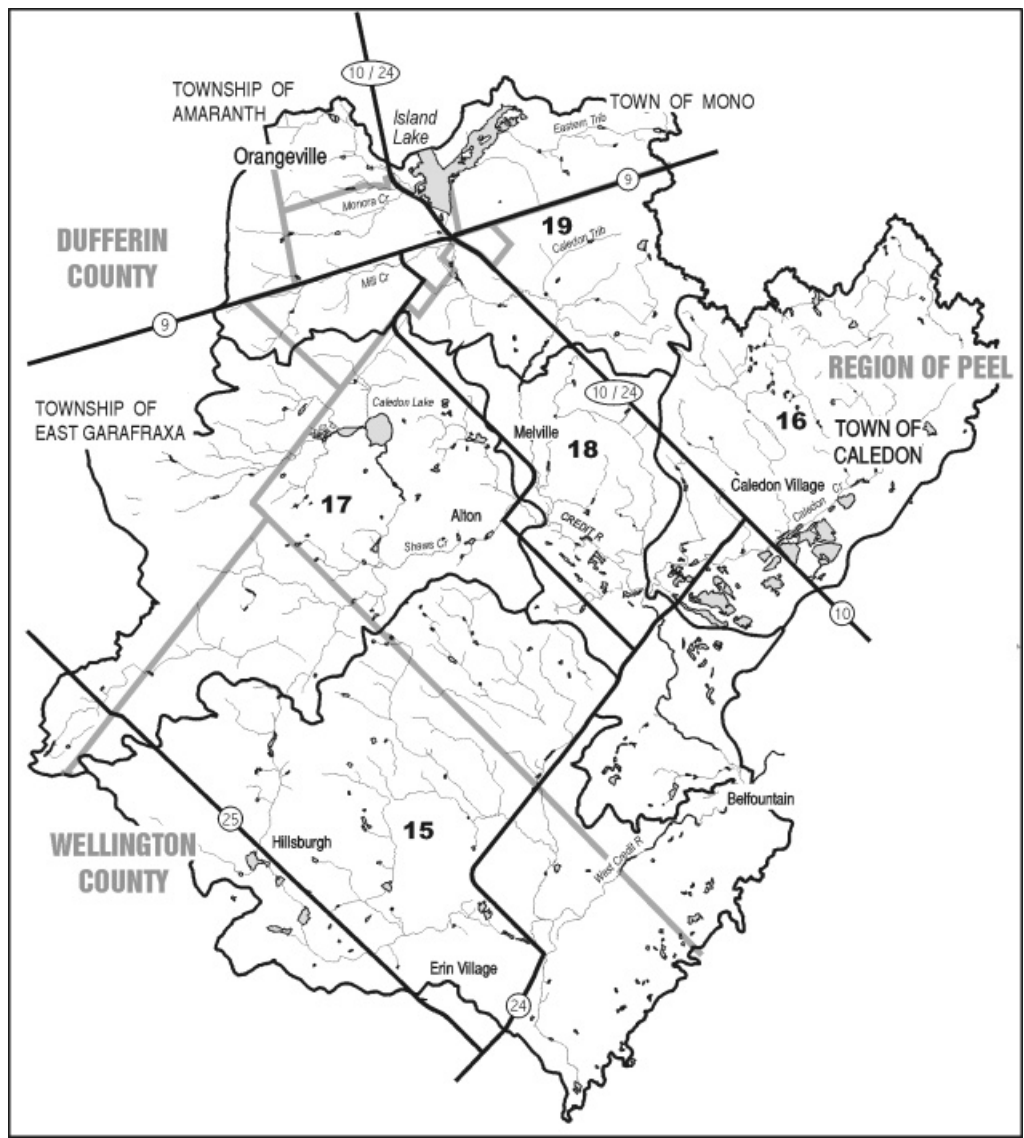 10 / 24
TOWNSHIP OF
AMARANTH
Island
Lake
TOWN OF MONO
Eastern Trib
Orangeville
9
Monora Cr
19
DUFFERIN
COUNTY
Caledon Trib
Mill Cr
9
REGION OF PEEL
10 / 24
TOWNSHIP OF
EAST GARAFRAXA
Caledon Lake
16
Melville
18
TOWN OF
CALEDON
Caledon Village
17
Alton
Caledon Cr
CREDIT R
Shaws Cr
10
Belfountain
25
15
WELLINGTON
COUNTY
Hillsburgh
West Credit R
Erin Village
24